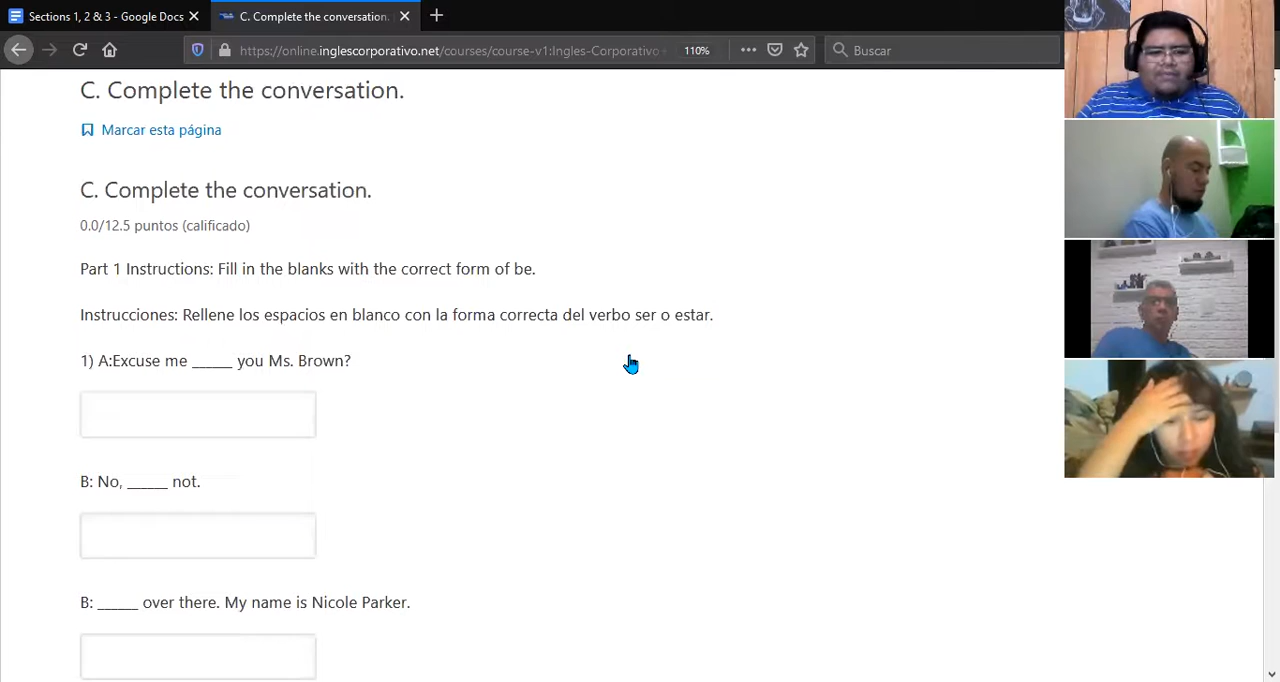 Sections 1, 2 & 3 - Google Docs
C. Complete the conversation.
https://online.inglescorporativo.net/courses/course-v1:Ingles-Corporativo
110%
Buscar
C. Complete the conversation.
Marcar esta página
C. Complete the conversation.
0.0/12.5 puntos (calificado)
Part 1 Instructions: Fill in the blanks with the correct form of be.
Instrucciones: Rellene los espacios en blanco con la forma correcta del verbo ser o estar.
1) A:Excuse me ______ you Ms. Brown?
B: No, ______ not.
B: ______ over there. My name is Nicole Parker.